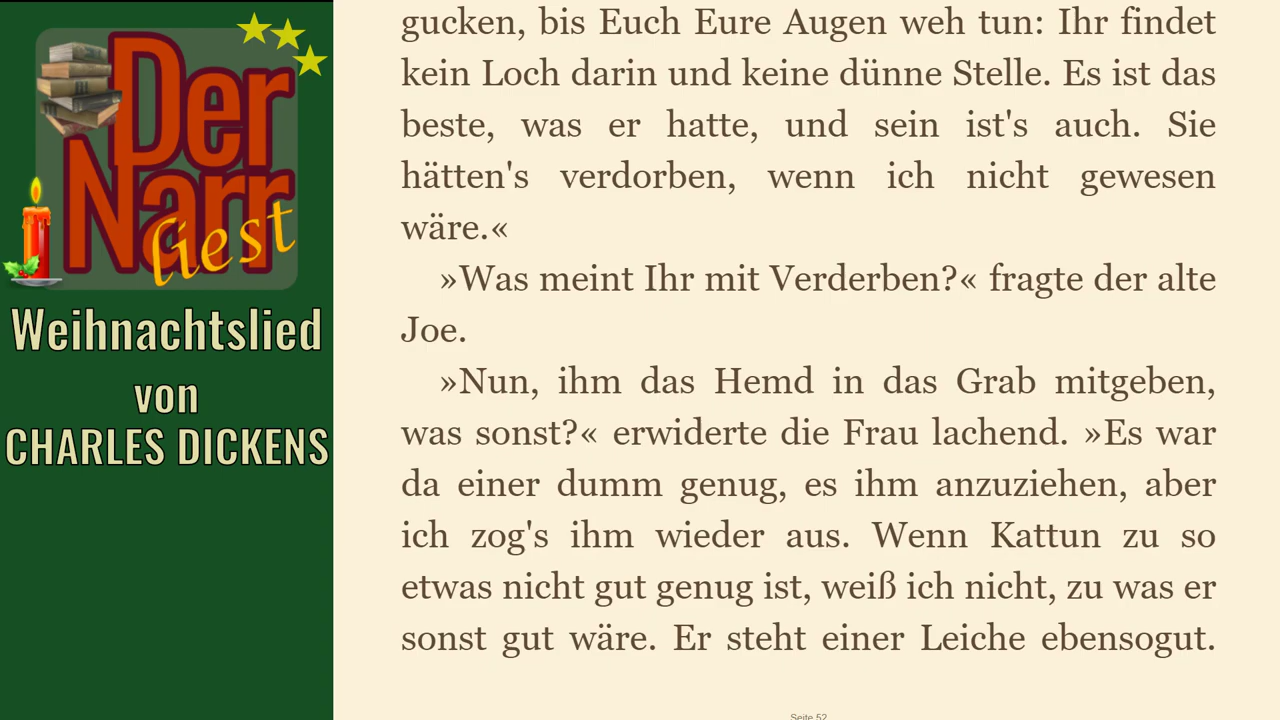 Der
Narr
liest
Weihnachtslied
von
CHARLES DICKENS
gucken, bis Euch Eure Augen weh tun: Ihr findet
kein Loch darin und keine dünne Stelle. Es ist das
beste, was er hatte, und sein ist's auch. Sie
hätten's verdorben, wenn ich nicht gewesen
wäre.«
»Was meint Ihr mit Verderben?« fragte der alte
Joe.
»Nun, ihm das Hemd in das Grab mitgeben,
was sonst?« erwiderte die Frau lachend. »Es war
da einer dumm genug, es ihm anzuziehen, aber
ich zog's ihm wieder aus. Wenn Kattun zu so
etwas nicht gut genug ist, weiß ich nicht, zu was er
sonst gut wäre. Er steht einer Leiche ebensogut.
Seite 52